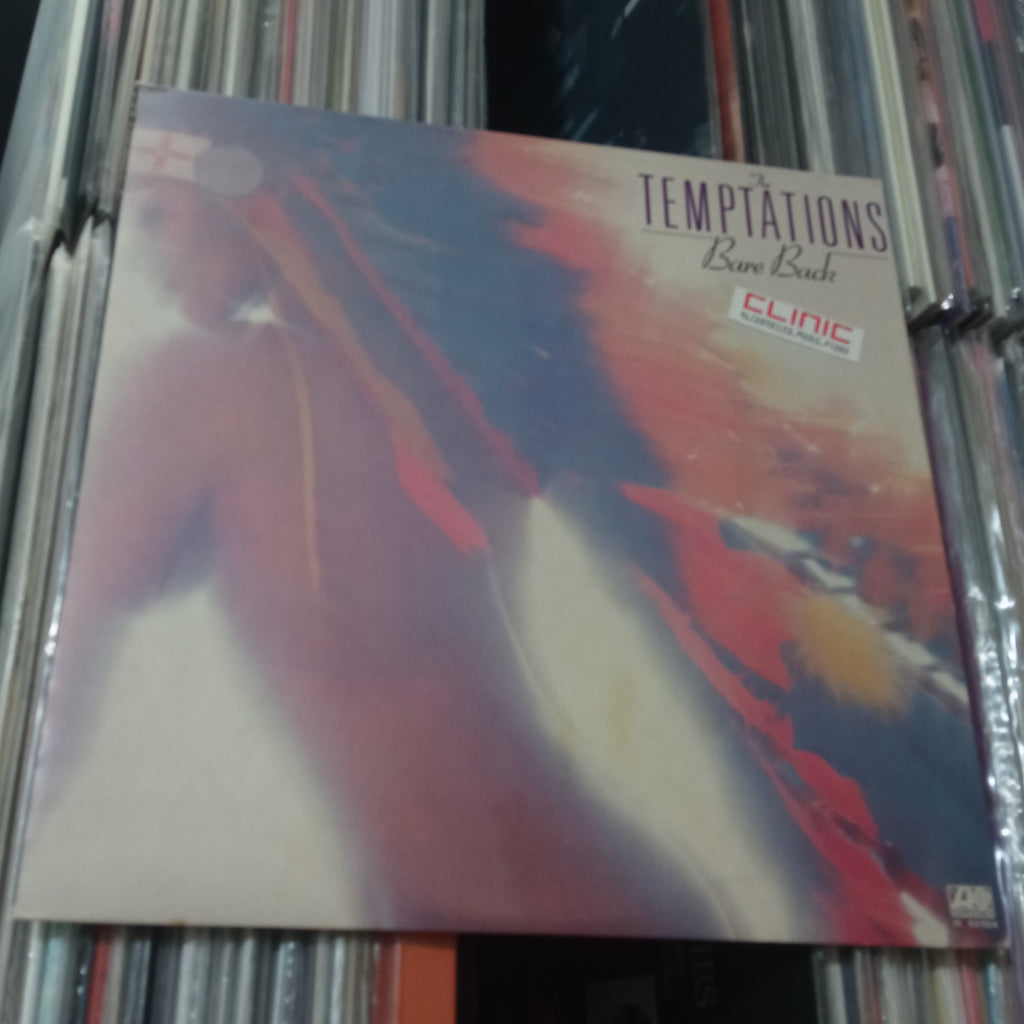 The
TEMPTATIONS
Bare Back
CLINIC